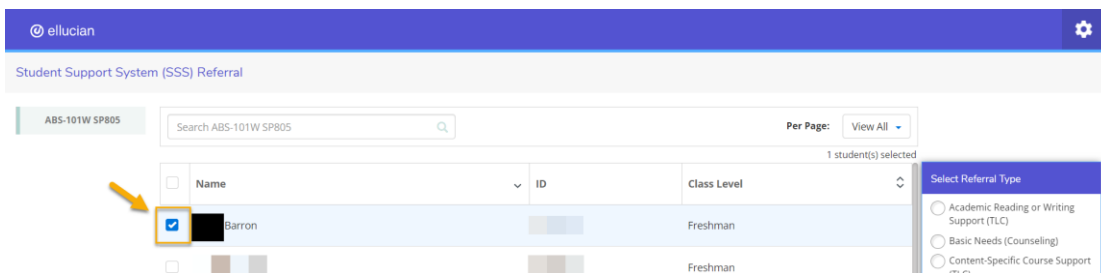 ellucian
Student Support System (SSS) Referral
ABS-101W SP805
Search ABS-101W SP805
Per Page: View All
1 student(s) selected
Name ID Class Level
Select Referral Type
Barron Freshman
Academic Reading or Writing
Support (TLC)
Basic Needs (Counseling)
Freshman
Content-Specific Course Support
(TLC)